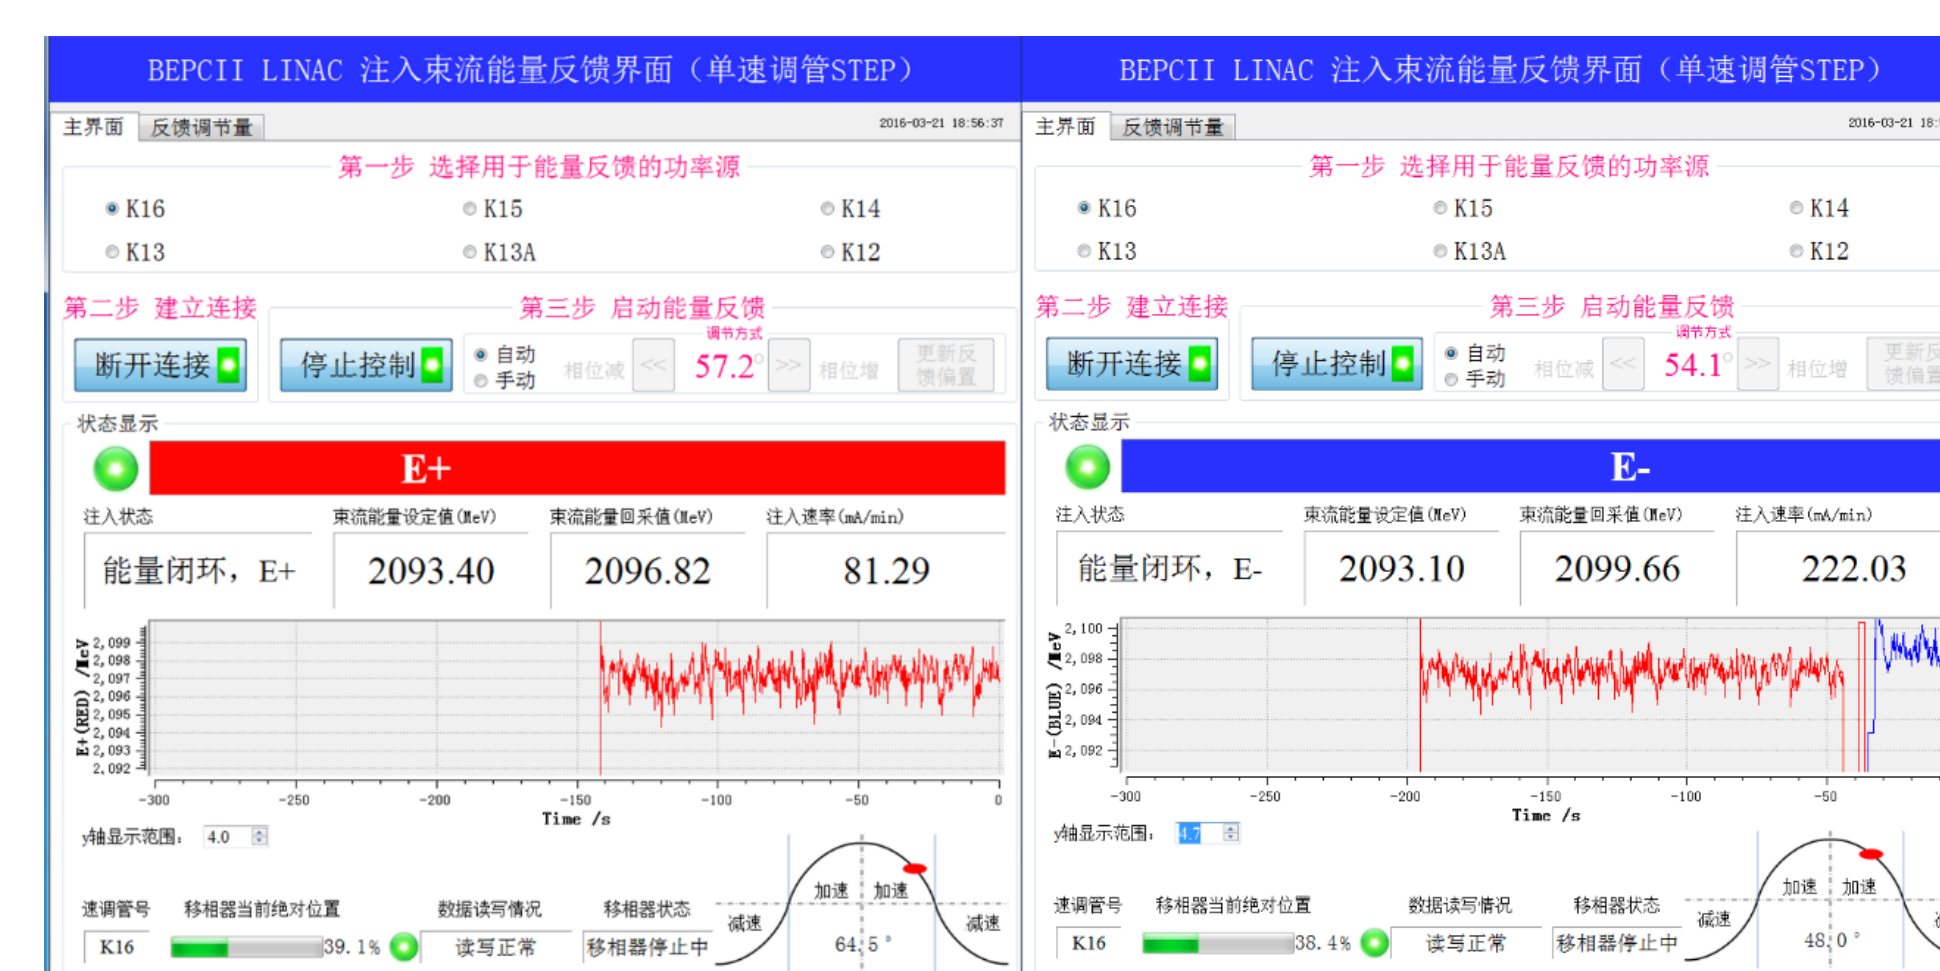 BEPCII LINAC 注入束流能量反馈界面（单速调管STEP）
主界面 反馈调节量 2016-03-21 18:56:37
第一步 选择用于能量反馈的功率源
K16 K15 K14
K13 K13A K12
第二步 建立连接 第三步 启动能量反馈
调节方式
断开连接 停止控制 自动 手动 相位减 << 57.2° >> 相位增 更新反馈偏置
状态显示
E+
注入状态 束流能量设定值(MeV) 束流能量回采值(MeV) 注入速率(mA/min)
能量闭环，E+ 2093.40 2096.82 81.29
E+(RED) /MeV
2,099
2,098
2,097
2,096
2,095
2,094
2,093
2,092
-300 -250 -200 -150 -100 -50 0
Time /s
y轴显示范围： 4.0
加速 加速
减速 减速
64.5 °
速调管号 移相器当前绝对位置 数据读写情况 移相器状态
K16 39.1% 读写正常 移相器停止中
BEPCII LINAC 注入束流能量反馈界面（单速调管STEP）
主界面 反馈调节量 2016-03-21 18:
第一步 选择用于能量反馈的功率源
K16 K15 K14
K13 K13A K12
第二步 建立连接 第三步 启动能量反馈
调节方式
断开连接 停止控制 自动 手动 相位减 << 54.1° >> 相位增 更新反馈偏置
状态显示
E-
注入状态 束流能量设定值(MeV) 束流能量回采值(MeV) 注入速率(mA/min)
能量闭环，E- 2093.10 2099.66 222.03
E-(BLUE) /MeV
2,100
2,098
2,096
2,094
2,092
-300 -250 -200 -150 -100 -50
Time /s
y轴显示范围： 4.7
加速 加速
减速
48.0 °
速调管号 移相器当前绝对位置 数据读写情况 移相器状态
K16 38.4% 读写正常 移相器停止中